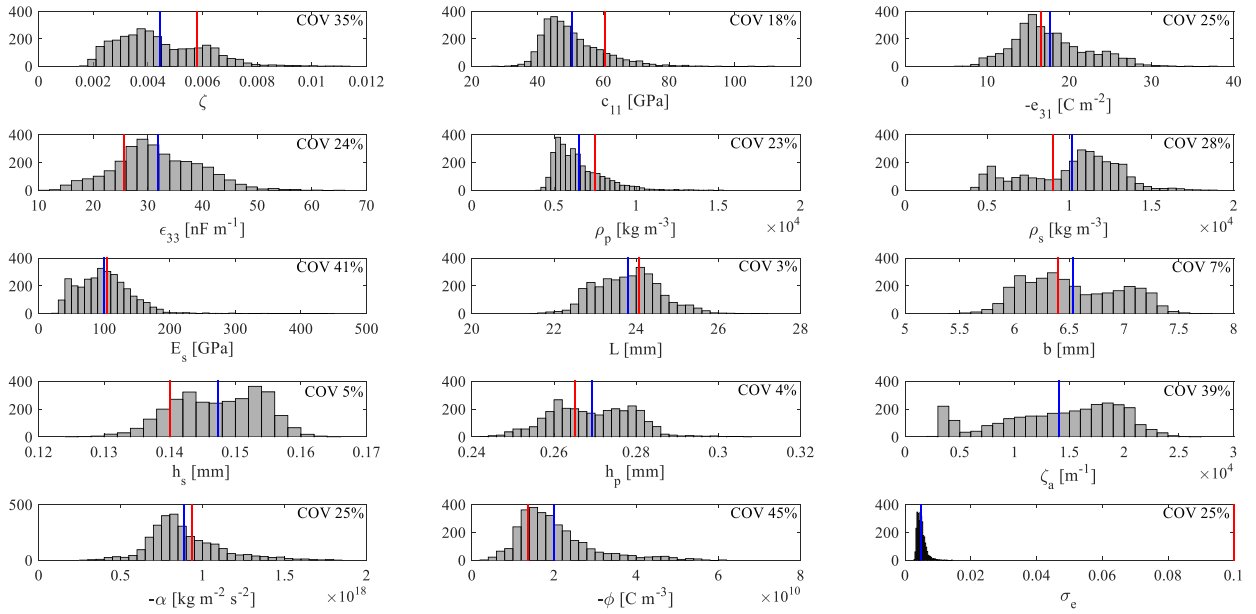 400 200 0 COV 35%
0 0.002 0.004 0.006 0.008 0.01 0.012
ζ
400 200 0 COV 18%
20 40 60 80 100 120
c11 [GPa]
400 200 0 COV 25%
0 10 20 30 40
-e31 [C m-2]
400 200 0 COV 24%
10 20 30 40 50 60 70
ϵ33 [nF m-1]
400 200 0 COV 23%
0 0.5 1 1.5 2
ρp [kg m-3] ×10^4
400 200 0 COV 28%
0 0.5 1 1.5 2
ρs [kg m-3] ×10^4
400 200 0 COV 41%
0 100 200 300 400 500
Es [GPa]
400 200 0 COV 3%
20 22 24 26 28
L [mm]
400 200 0 COV 7%
5 5.5 6 6.5 7 7.5 8
b [mm]
400 200 0 COV 5%
0.12 0.13 0.14 0.15 0.16 0.17
hs [mm]
400 200 0 COV 4%
0.24 0.26 0.28 0.3 0.32
hp [mm]
400 200 0 COV 39%
0 0.5 1 1.5 2 2.5 3
ζa [m-1] ×10^4
500 0 COV 25%
0 0.5 1 1.5 2
-α [kg m-2 s-2] ×10^18
400 200 0 COV 45%
0 2 4 6 8
-ϕ [C m-3] ×10^10
400 200 0 COV 25%
0 0.02 0.04 0.06 0.08 0.1
σe